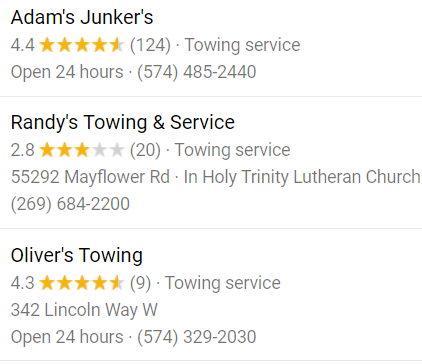 Adam's Junker's
4.4 (124) · Towing service
Open 24 hours · (574) 485-2440
Randy's Towing & Service
2.8 (20) · Towing service
55292 Mayflower Rd · In Holy Trinity Lutheran Church
(269) 684-2200
Oliver's Towing
4.3 (9) · Towing service
342 Lincoln Way W
Open 24 hours · (574) 329-2030